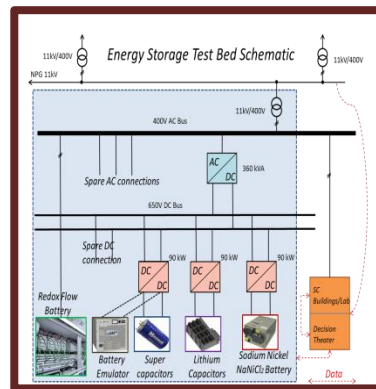 Energy Storage Test Bed Schematic
11kV/400V
11kV/400V
NPG 11kV
11kV/400V
400V AC Bus
AC
DC
360 kVA
Spare AC connections
650V DC Bus
Spare DC
connection
DC
DC
90 kW
DC
DC
90 kW
DC
DC
90 kW
Redox Flow
Battery
Battery
Emulator
Super
capacitors
Lithium
Capacitors
Sodium Nickel
NaNiCl₂ Battery
SC
Buildings/Lab
Decision
Theater
Data